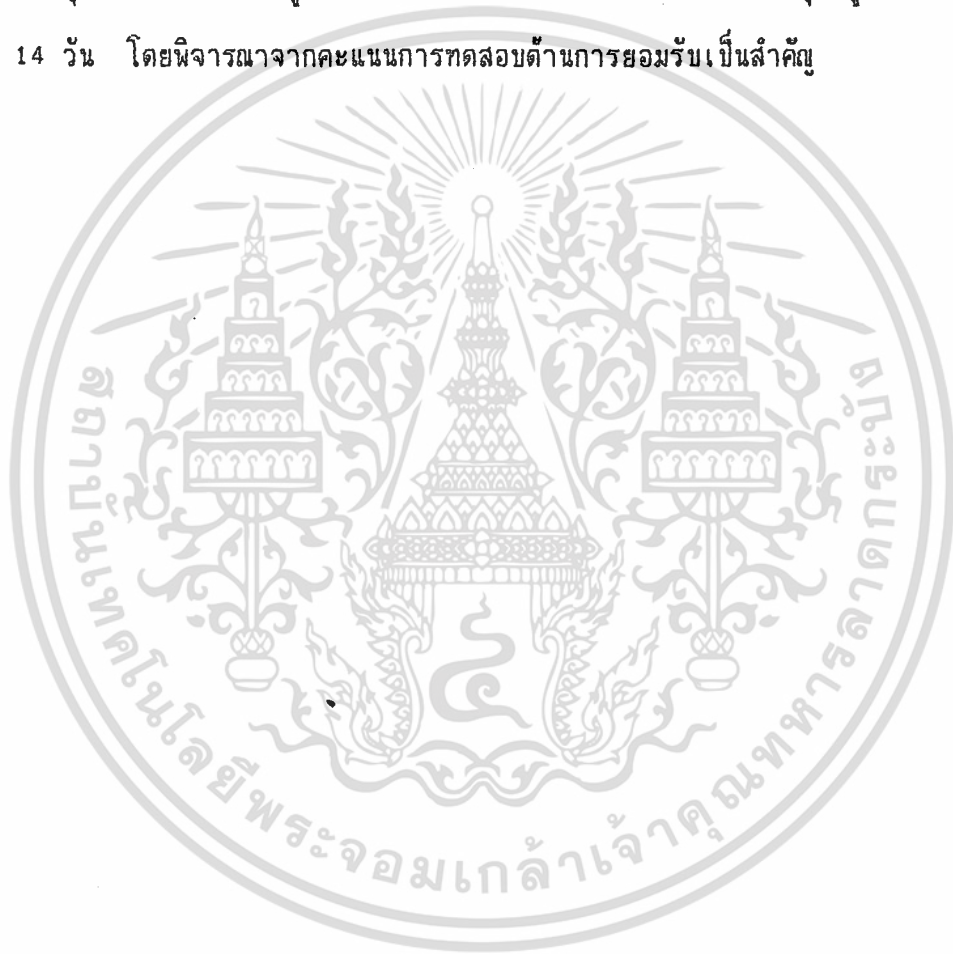 14 วัน โดยพิจารณาจากคะแนนการทดสอบด้านการยอมรับเป็นสำคัญ
สถาบันเทคโนโลยีพระจอมเกล้าเจ้าคุณทหารลาดกระบัง